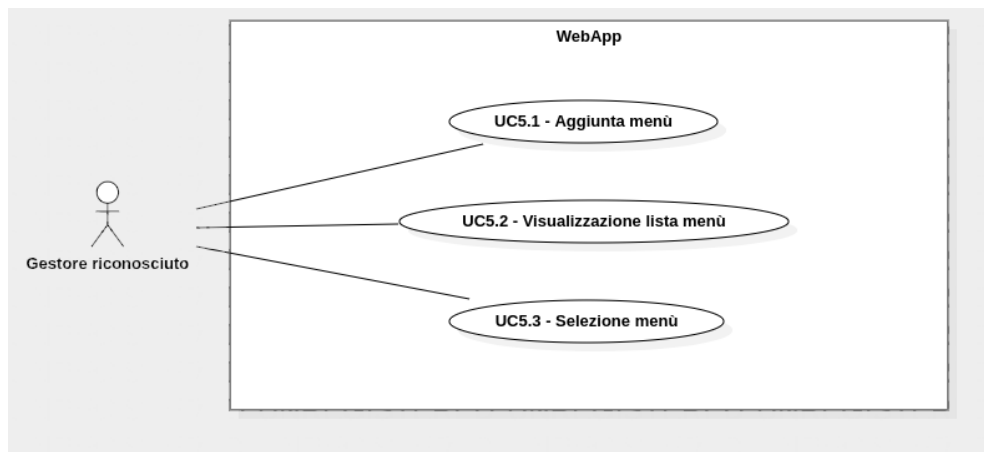 WebApp
UC5.1 - Aggiunta menù
UC5.2 - Visualizzazione lista menù
Gestore riconosciuto
UC5.3 - Selezione menù